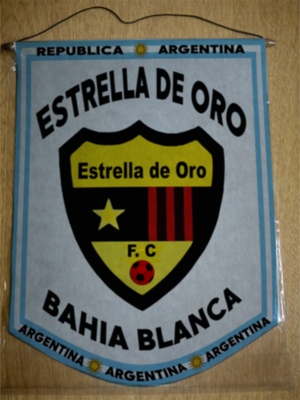 REPUBLICA ARGENTINA
ESTRELLA DE ORO
Estrella de Oro
F. C
BAHIA BLANCA
ARGENTINA ARGENTINA ARGENTINA